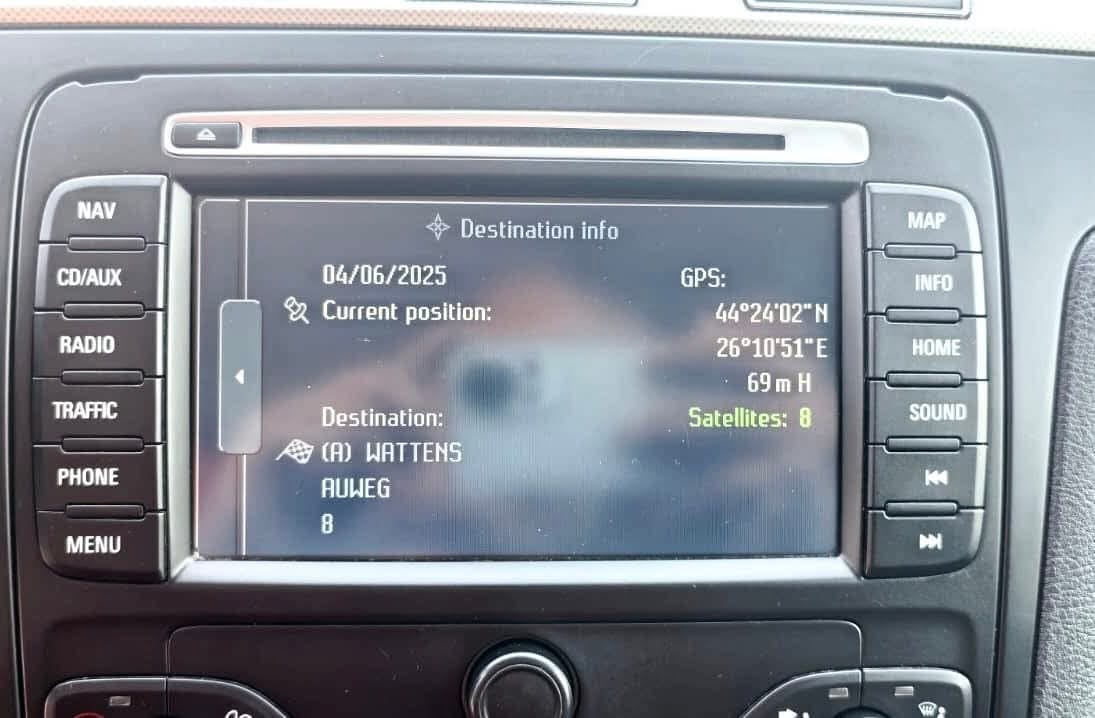 NAV
CD/AUX
RADIO
TRAFFIC
PHONE
MENU
Destination info
04/06/2025 GPS:
Current position: 44°24'02"N
26°10'51"E
69m H
Destination: Satellites: 8
(A) WATTENS
AUWEG
8
MAP
INFO
HOME
SOUND